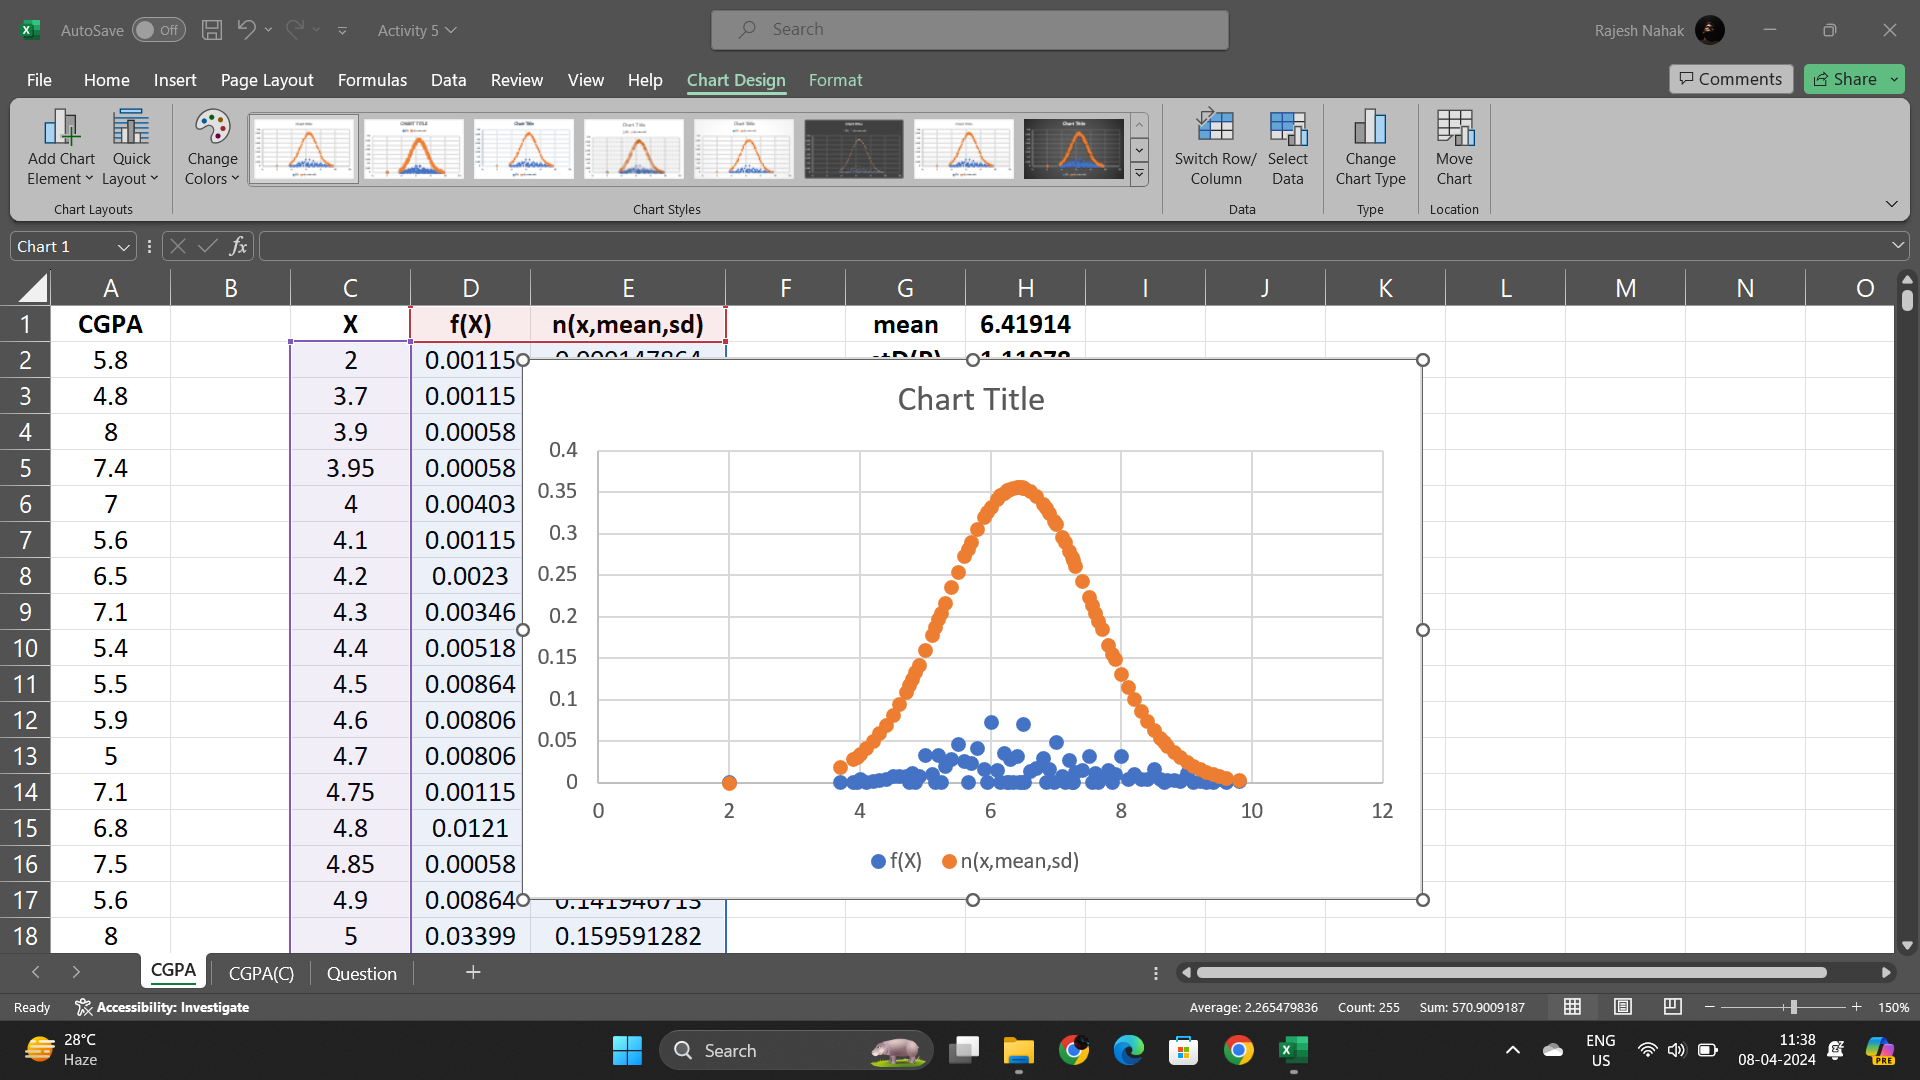 AutoSave Off Activity 5 Search Rajesh Nahak
File Home Insert Page Layout Formulas Data Review View Help Chart Design Format Comments Share
Add Chart Element Quick Layout Change Colors Switch Row/ Column Select Data Change Chart Type Move Chart
Chart Layouts Chart Styles Data Type Location
Chart 1 fx
A B C D E F G H I J K L M N O
1 CGPA X f(X) n(x,mean,sd) mean 6.41914
2 5.8 2 0.00115
3 4.8 3.7 0.00115
4 8 3.9 0.00058
5 7.4 3.95 0.00058
6 7 4 0.00403
7 5.6 4.1 0.00115
8 6.5 4.2 0.0023
9 7.1 4.3 0.00346
10 5.4 4.4 0.00518
11 5.5 4.5 0.00864
12 5.9 4.6 0.00806
13 5 4.7 0.00806
14 7.1 4.75 0.00115
15 6.8 4.8 0.0121
16 7.5 4.85 0.00058
17 5.6 4.9 0.00864 0.141946713
18 8 5 0.03399 0.159591282
Chart Title
0.4
0.35
0.3
0.25
0.2
0.15
0.1
0.05
0
0 2 4 6 8 10 12
f(X) n(x,mean,sd)
CGPA CGPA(C) Question
Ready Accessibility: Investigate Average: 2.265479836 Count: 255 Sum: 570.9009187 150%
28°C
Haze
Search
ENG
US
11:38
08-04-2024
PRE